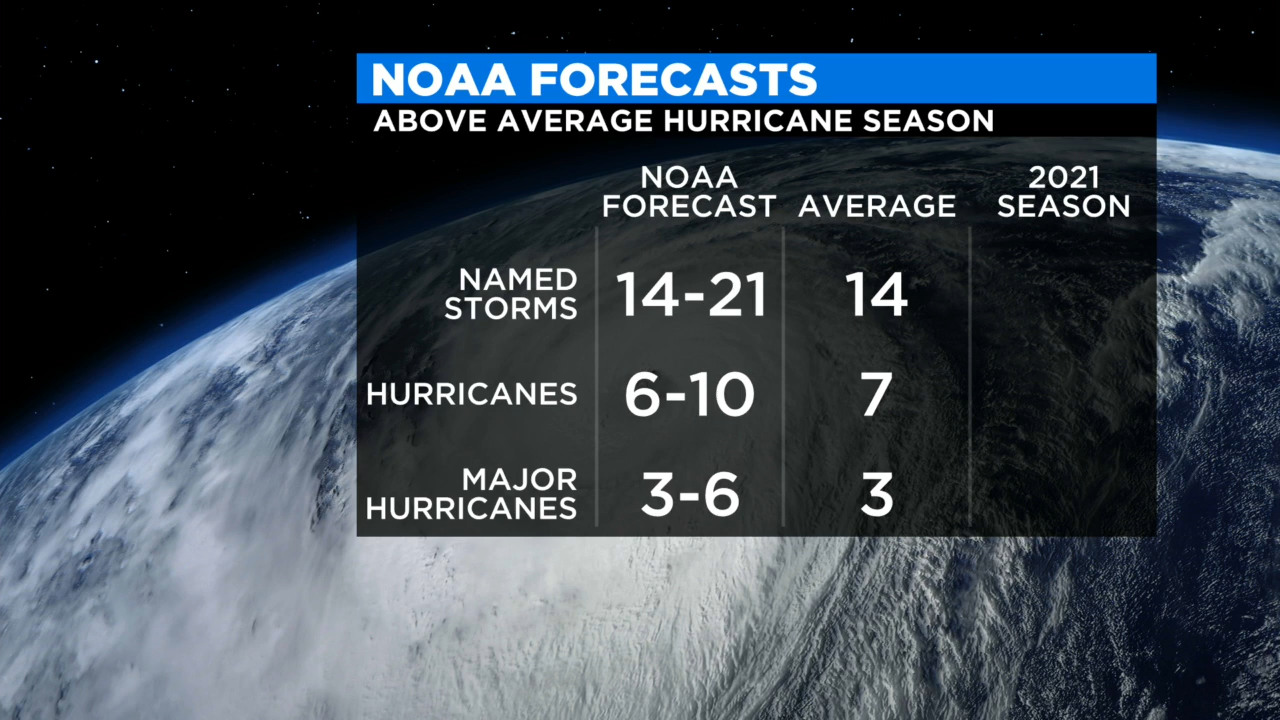 NOAA FORECASTS
ABOVE AVERAGE HURRICANE SEASON
NOAA
FORECAST
AVERAGE
2021
SEASON
NAMED
STORMS
14-21
14
HURRICANES
6-10
7
MAJOR
HURRICANES
3-6
3